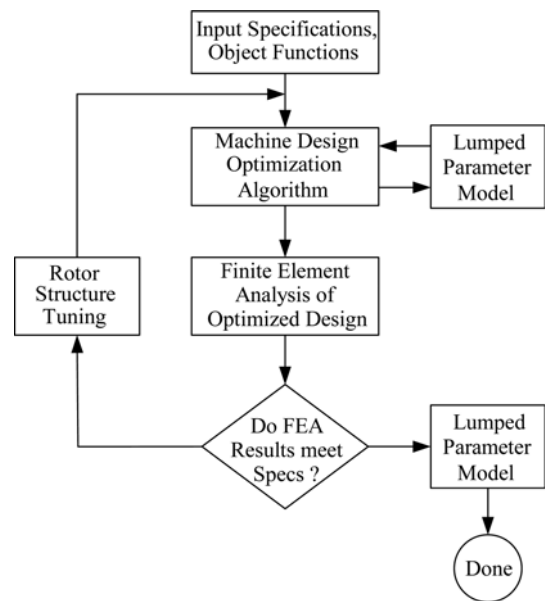 Input Specifications,
Object Functions
Machine Design
Optimization
Algorithm
Lumped
Parameter
Model
Rotor
Structure
Tuning
Finite Element
Analysis of
Optimized Design
Do FEA
Results meet
Specs ?
Lumped
Parameter
Model
Done